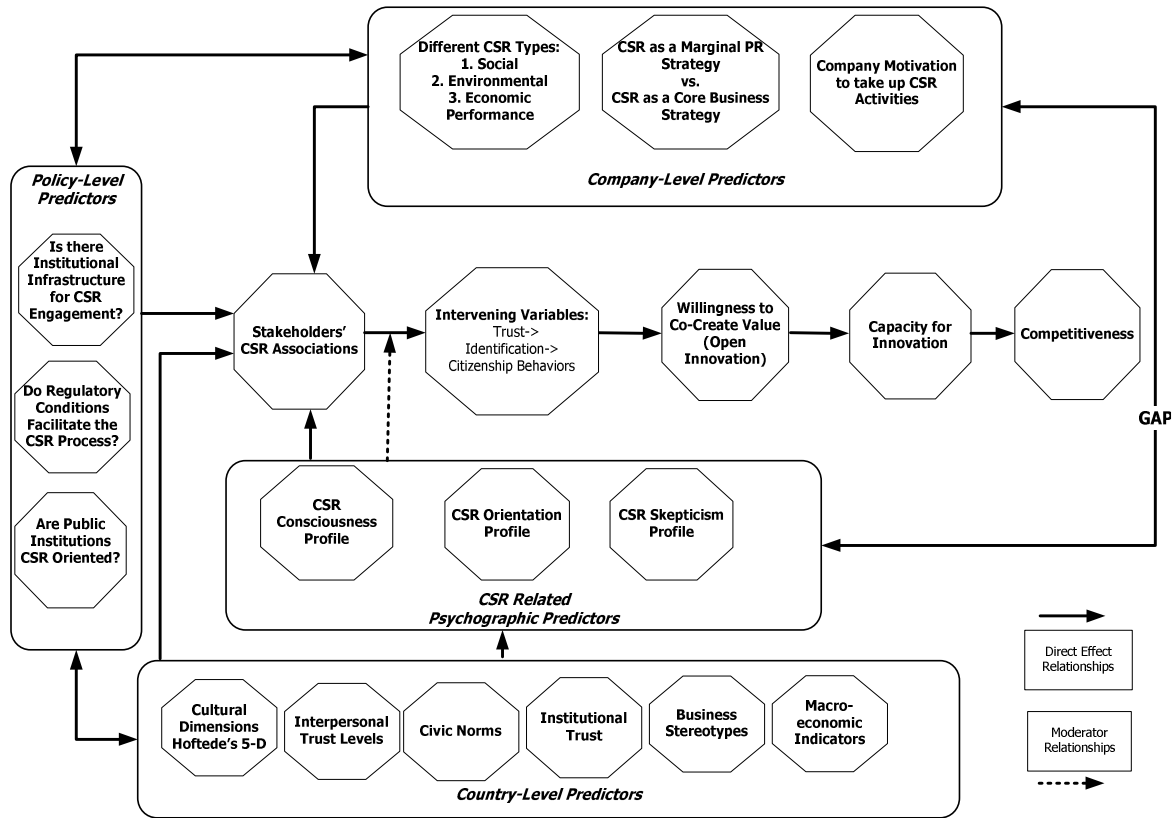 Different CSR Types:
1. Social
2. Environmental
3. Economic
Performance
CSR as a Marginal PR
Strategy
vs.
CSR as a Core Business
Strategy
Company Motivation
to take up CSR
Activities
Company-Level Predictors
Policy-Level
Predictors
Is there
Institutional
Infrastructure
for CSR
Engagement?
Do Regulatory
Conditions
Facilitate the
CSR Process?
Are Public
Institutions
CSR Oriented?
Stakeholders'
CSR Associations
Intervening Variables:
Trust->
Identification->
Citizenship Behaviors
Willingness to
Co-Create Value
(Open
Innovation)
Capacity for
Innovation
Competitiveness
GAP
CSR
Consciousness
Profile
CSR Orientation
Profile
CSR Skepticism
Profile
CSR Related
Psychographic Predictors
Cultural
Dimensions
Hoftede's 5-D
Interpersonal
Trust Levels
Civic Norms
Institutional
Trust
Business
Stereotypes
Macro-
economic
Indicators
Country-Level Predictors
Direct Effect
Relationships
Moderator
Relationships